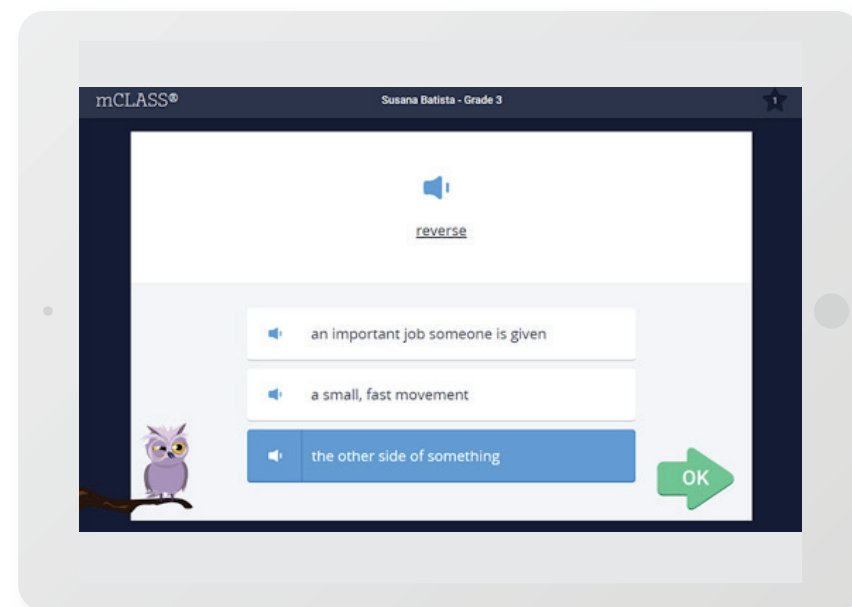 mCLASS®
Susana Batista - Grade 3
1
reverse
an important job someone is given
a small, fast movement
the other side of something
OK